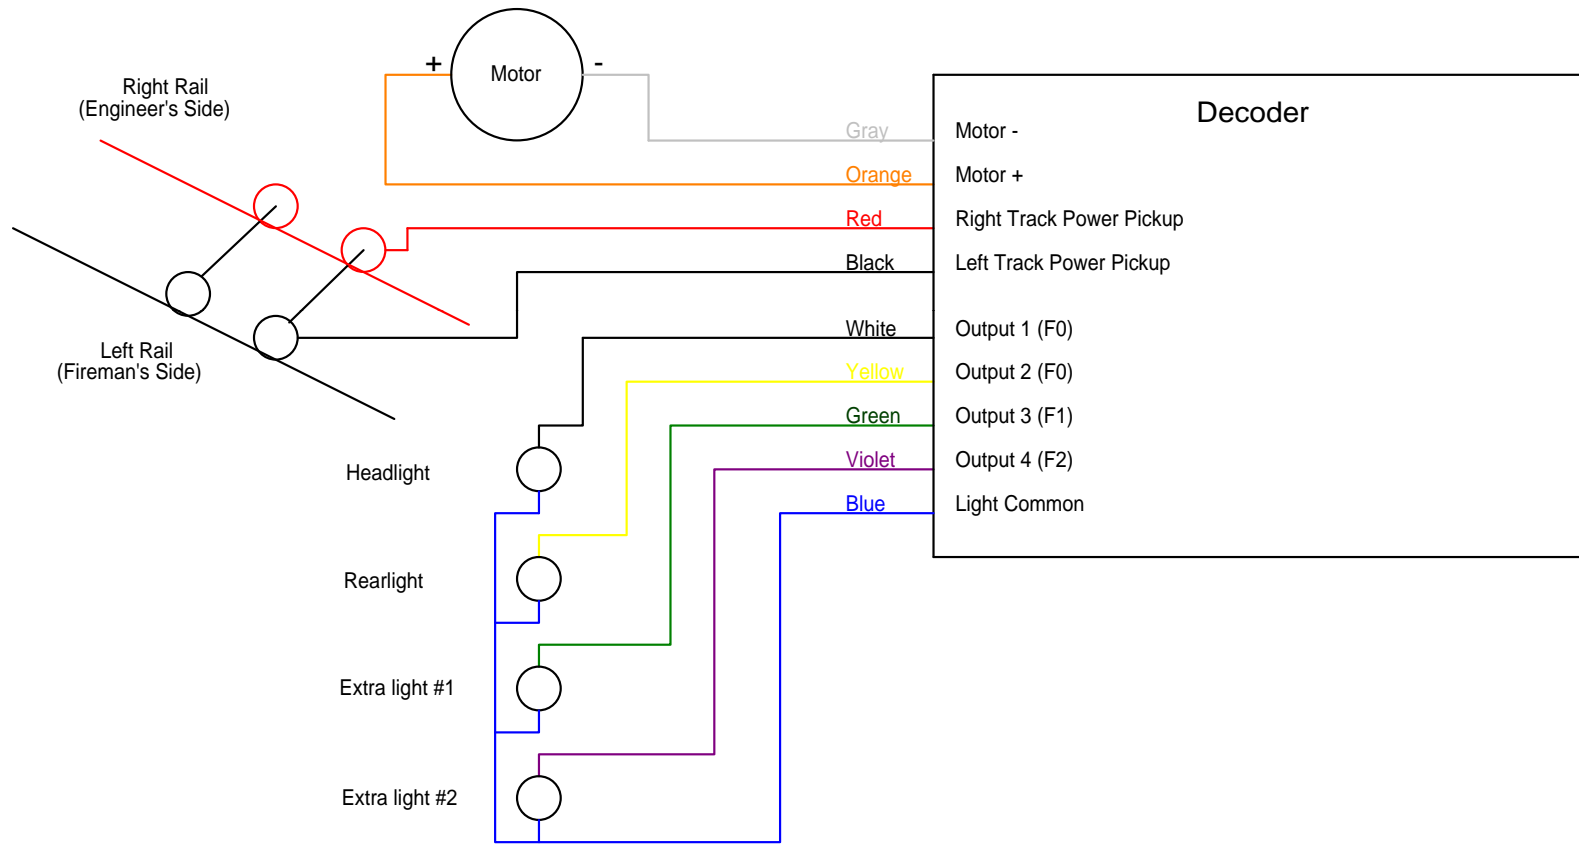 +
Motor
-
Right Rail
(Engineer's Side)
Decoder
Gray
Motor -
Orange
Motor +
Red
Right Track Power Pickup
Black
Left Track Power Pickup
White
Output 1 (F0)
Left Rail
(Fireman's Side)
Yellow
Output 2 (F0)
Green
Output 3 (F1)
Headlight
Violet
Output 4 (F2)
Blue
Light Common
Rearlight
Extra light #1
Extra light #2